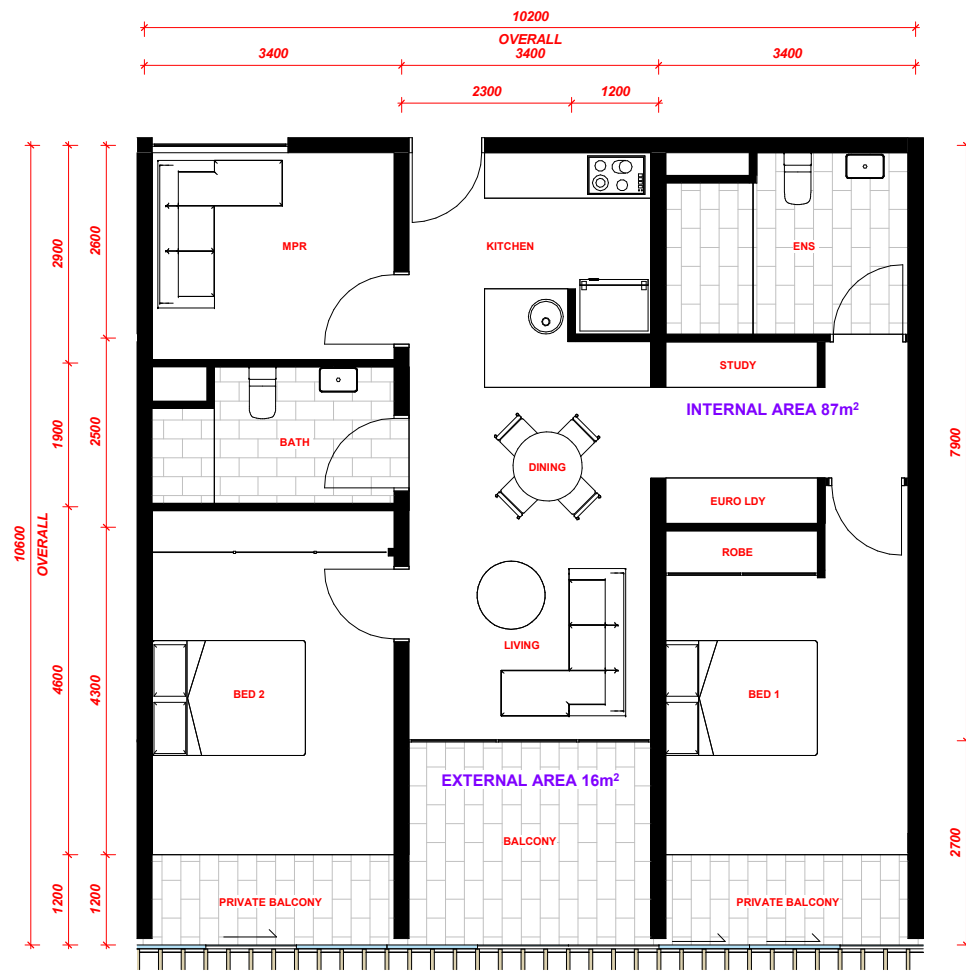 10200
OVERALL
3400
3400
3400
2300
1200
2900
2600
MPR
KITCHEN
ENS
STUDY
INTERNAL AREA 87m²
1900
2500
BATH
DINING
7900
EURO LDY
10600
OVERALL
ROBE
LIVING
4600
4300
BED 2
BED 1
EXTERNAL AREA 16m²
BALCONY
2700
1200
1200
PRIVATE BALCONY
PRIVATE BALCONY